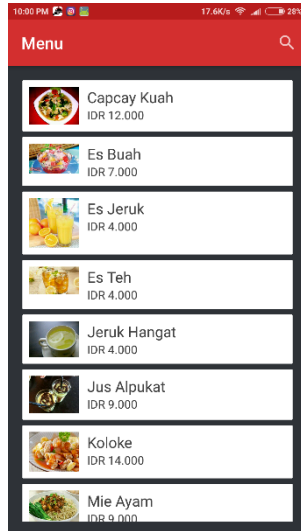 10:00 PM 17.6K/s 28%
Menu
Capcay Kuah
IDR 12.000
Es Buah
IDR 7.000
Es Jeruk
IDR 4.000
Es Teh
IDR 4.000
Jeruk Hangat
IDR 4.000
Jus Alpukat
IDR 9.000
Koloke
IDR 14.000
Mie Ayam
IDR 9.000